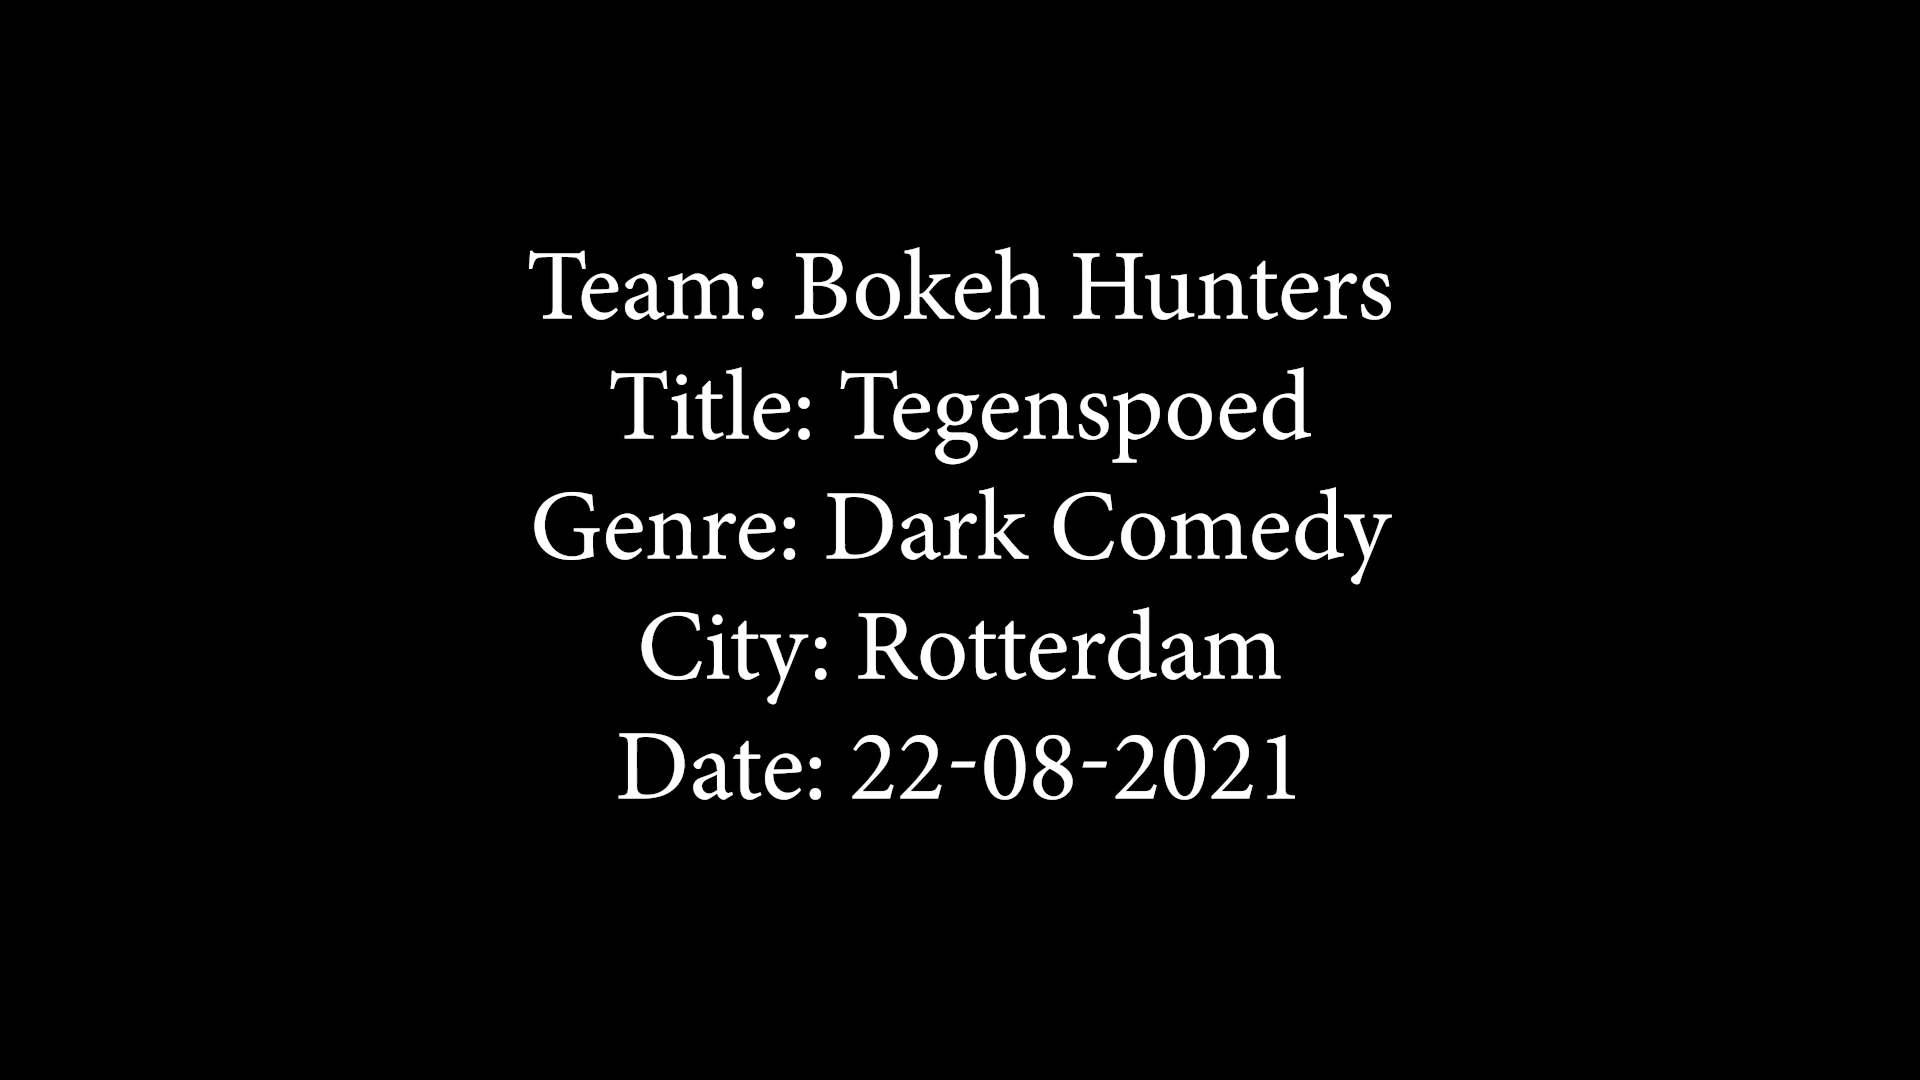 Team: Bokeh Hunters
Title: Tegenspoed
Genre: Dark Comedy
City: Rotterdam
Date: 22-08-2021